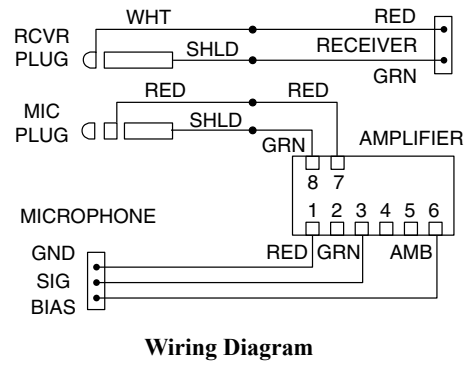 WHT
RED
RCVR
PLUG
SHLD
RECEIVER
GRN
RED
RED
MIC
PLUG
SHLD
GRN
AMPLIFIER
8 7
1 2 3 4 5 6
MICROPHONE
GND
RED GRN AMB
SIG
BIAS
Wiring Diagram